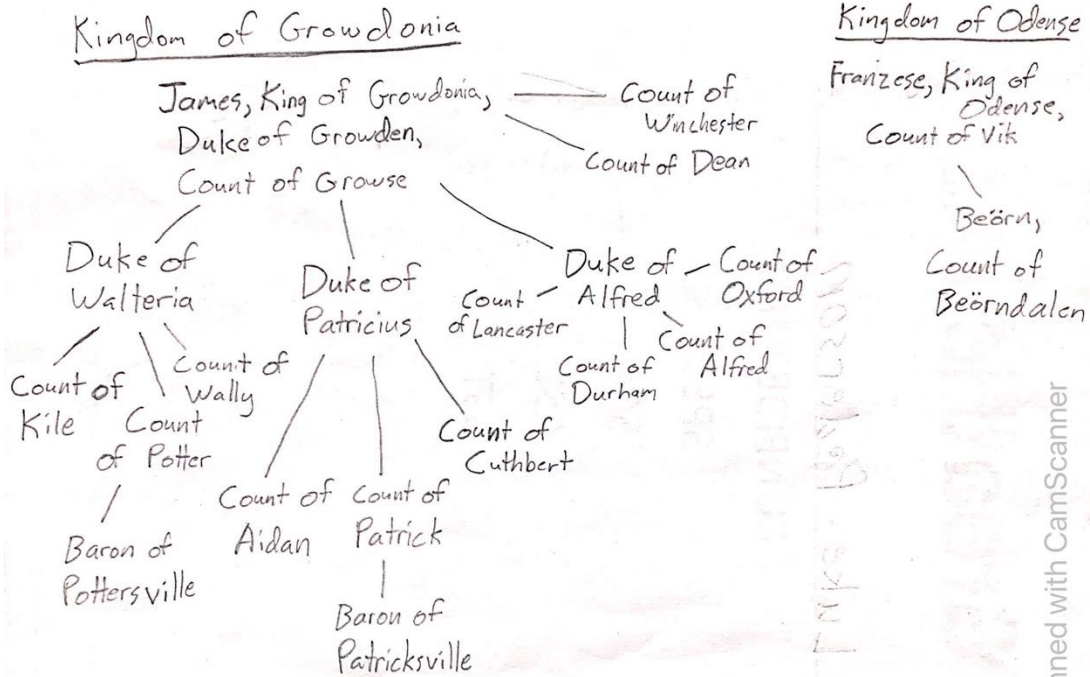 Kingdom of Growdonia
James, King of Growdonia,
Duke of Growden,
Count of Growse
Count of
Winchester
Count of Dean
Duke of
Walteria
Duke of
Patricius
Duke of
Alfred
Count of
Oxford
Count
of Lancaster
Count of
Durham
Count of
Alfred
Count of
Kile
Count
of Potter
Count of
Wally
Count of
Cuthbert
Count of
Aidan
Count of
Patrick
Baron of
Pottersville
Baron of
Patricksville
Kingdom of Odense
Franzese, King of
Odense,
Count of Vik
Beörn,
Count of
Beörndalen
nned with CamScanner